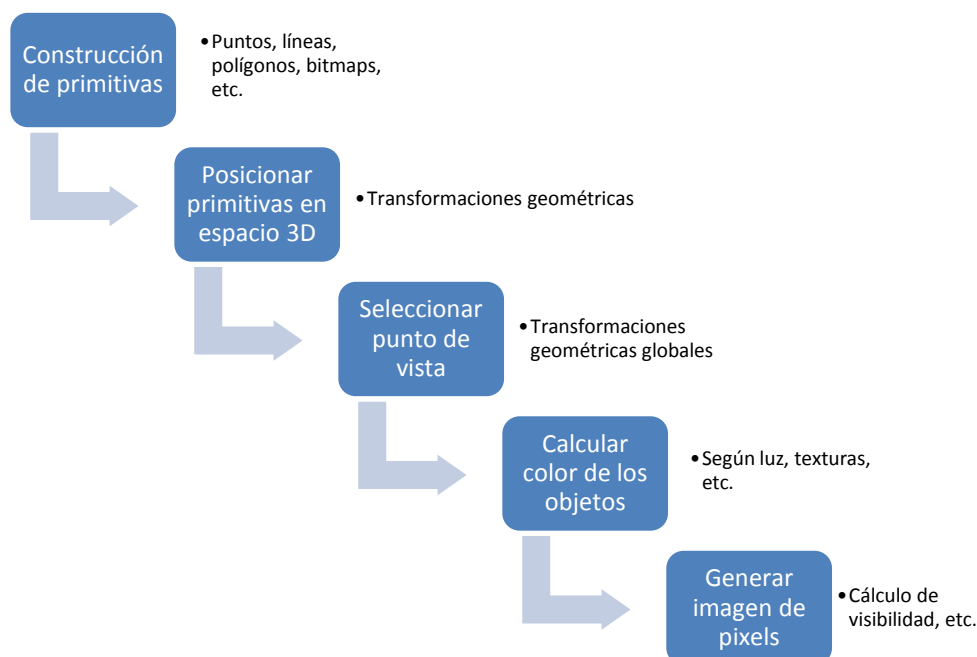 Construcción
de primitivas
•Puntos, líneas,
polígonos, bitmaps,
etc.
Posicionar
primitivas en
espacio 3D
•Transformaciones geométricas
Seleccionar
punto de
vista
•Transformaciones
geométricas globales
Calcular
color de los
objetos
•Según luz, texturas,
etc.
Generar
imagen de
pixels
•Cálculo de
visibilidad, etc.